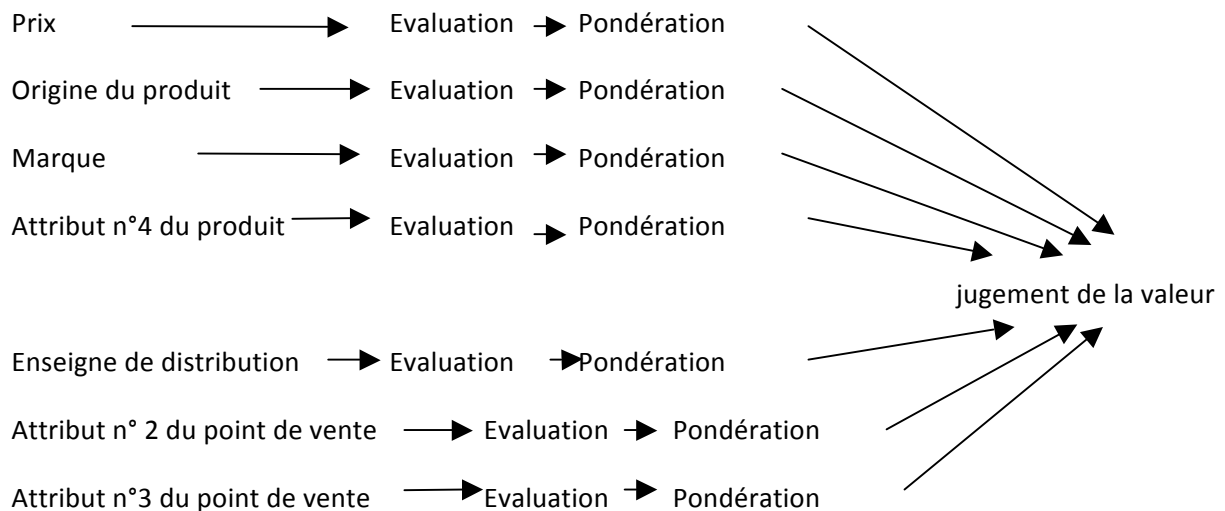 Prix Evaluation Pondération
Origine du produit Evaluation Pondération
Marque Evaluation Pondération
Attribut n°4 du produit Evaluation Pondération
jugement de la valeur
Enseigne de distribution Evaluation Pondération
Attribut n° 2 du point de vente Evaluation Pondération
Attribut n°3 du point de vente Evaluation Pondération